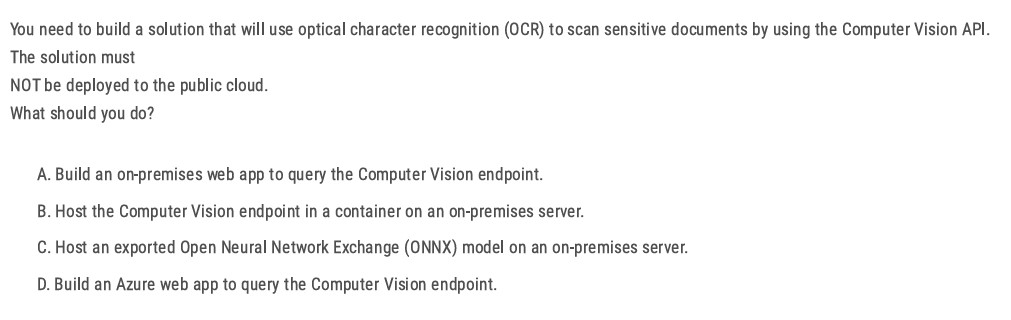 You need to build a solution that will use optical character recognition (OCR) to scan sensitive documents by using the Computer Vision API.
The solution must
NOT be deployed to the public cloud.
What should you do?
A. Build an on-premises web app to query the Computer Vision endpoint.
B. Host the Computer Vision endpoint in a container on an on-premises server.
C. Host an exported Open Neural Network Exchange (ONNX) model on an on-premises server.
D. Build an Azure web app to query the Computer Vision endpoint.